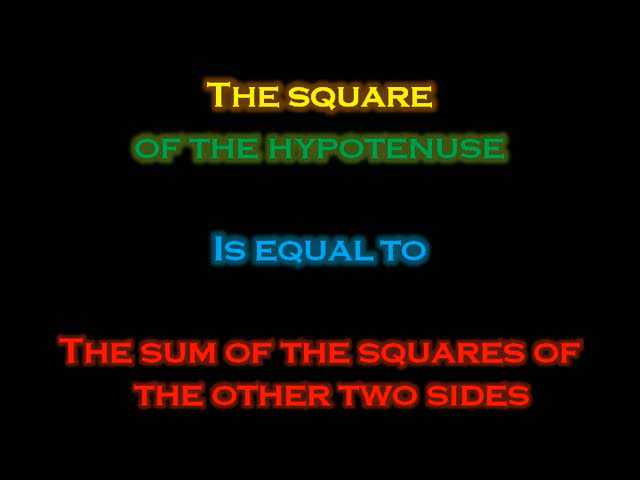 The square
of the hypotenuse
Is equal to
The sum of the squares of
the other two sides